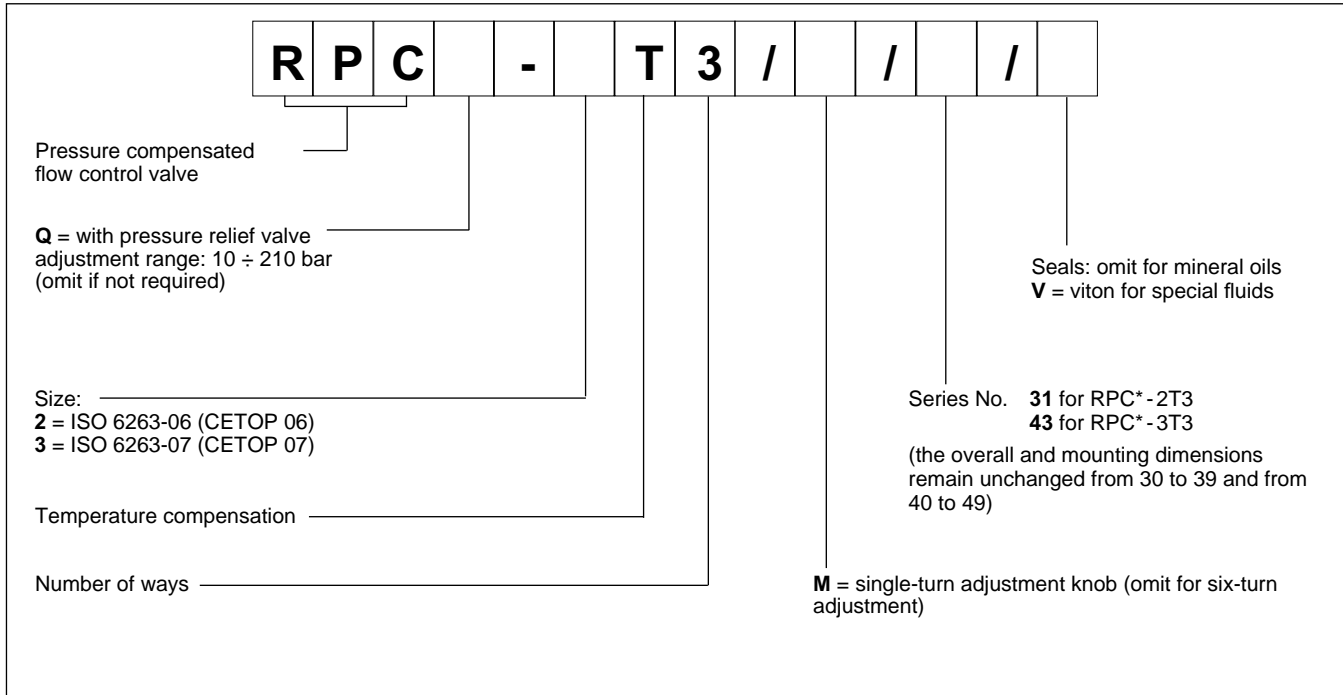 R P C - T 3 / / /
Pressure compensated
flow control valve
Q = with pressure relief valve
adjustment range: 10 ÷ 210 bar
(omit if not required)
Seals: omit for mineral oils
V = viton for special fluids
Size:
2 = ISO 6263-06 (CETOP 06)
3 = ISO 6263-07 (CETOP 07)
Series No. 31 for RPC*-2T3
43 for RPC*-3T3
(the overall and mounting dimensions
remain unchanged from 30 to 39 and from
40 to 49)
Temperature compensation
Number of ways
M = single-turn adjustment knob (omit for six-turn
adjustment)